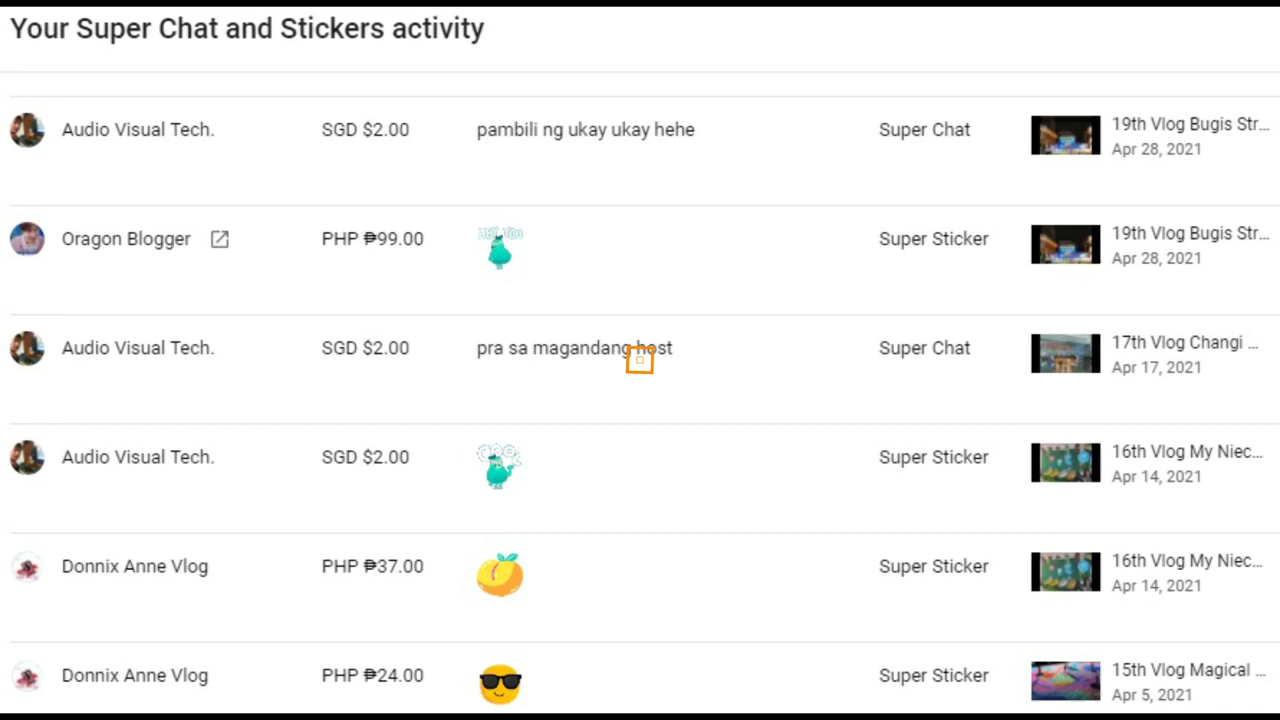 Your Super Chat and Stickers activity
Audio Visual Tech. SGD $2.00 pambili ng ukay ukay hehe Super Chat 19th Vlog Bugis Str...
Apr 28, 2021
Oragon Blogger PHP ₱99.00 HEY YOU Super Sticker 19th Vlog Bugis Str...
Apr 28, 2021
Audio Visual Tech. SGD $2.00 pra sa magandang host Super Chat 17th Vlog Changi ...
Apr 17, 2021
Audio Visual Tech. SGD $2.00 Super Sticker 16th Vlog My Niec...
Apr 14, 2021
Donnix Anne Vlog PHP ₱37.00 Super Sticker 16th Vlog My Niec...
Apr 14, 2021
Donnix Anne Vlog PHP ₱24.00 Super Sticker 15th Vlog Magical ...
Apr 5, 2021